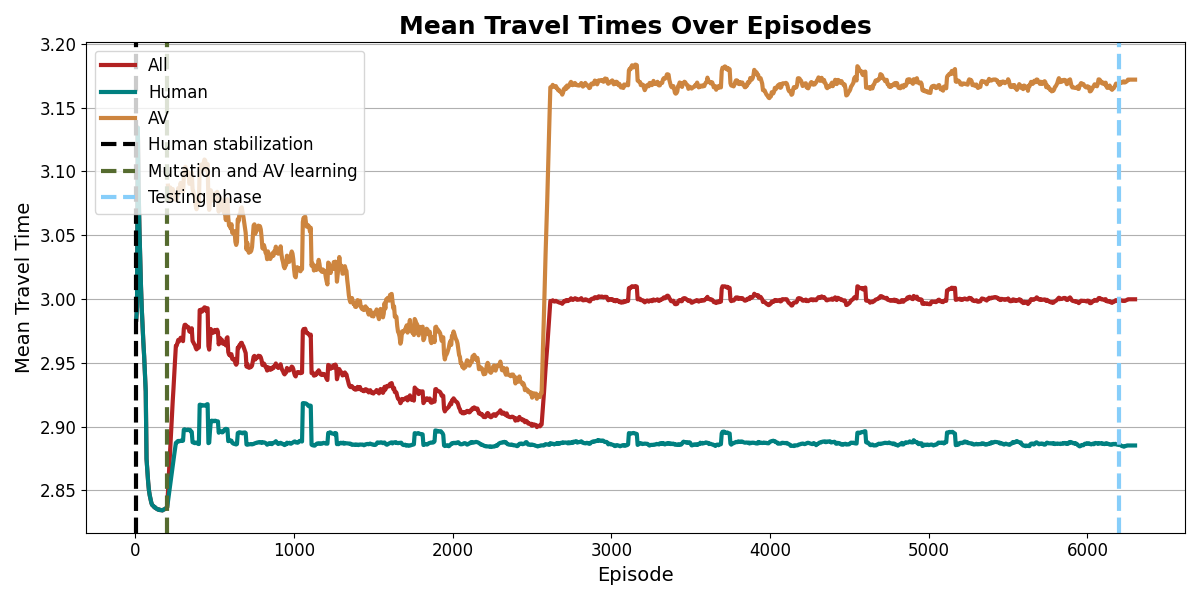 Mean Travel Times Over Episodes
3.20
3.15
3.10
3.05
3.00
2.95
2.90
2.85
Mean Travel Time
All
Human
AV
Human stabilization
Mutation and AV learning
Testing phase
0 1000 2000 3000 4000 5000 6000
Episode